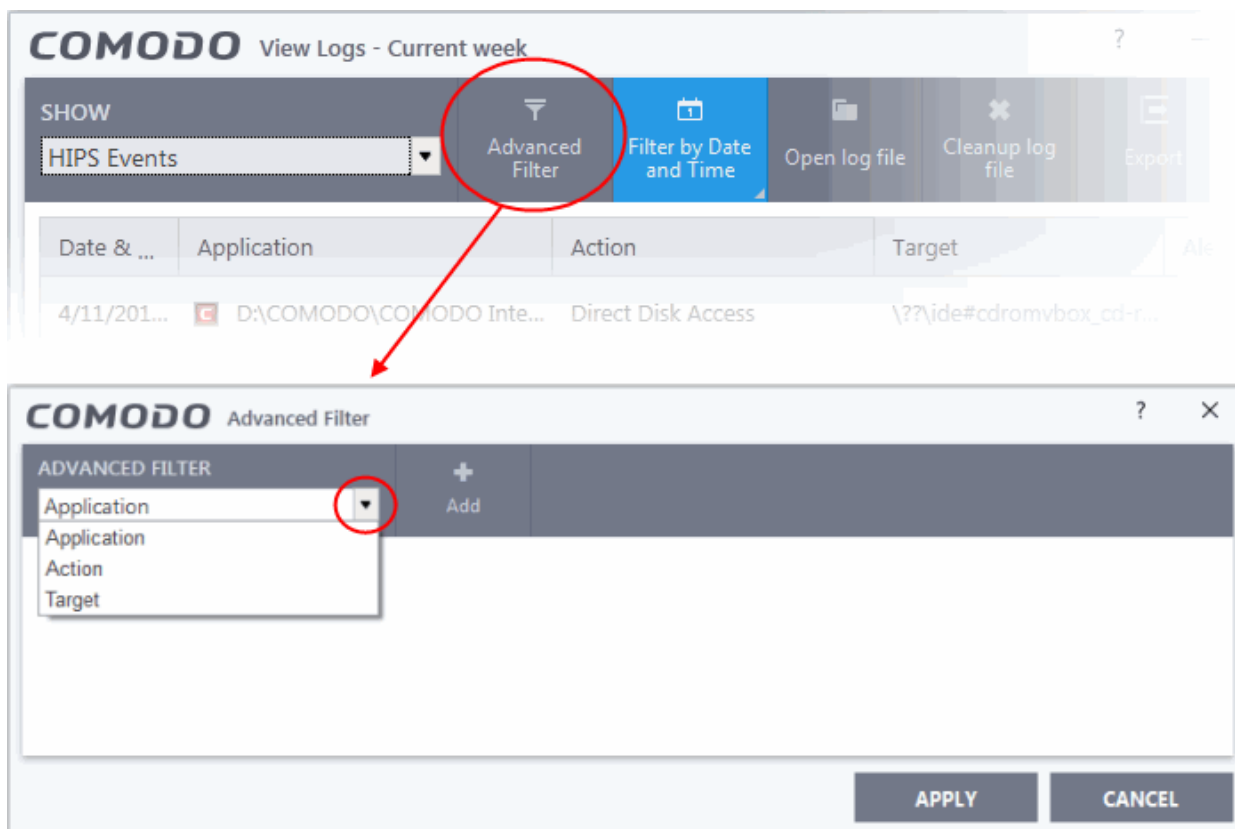 COMODO View Logs - Current week ?
SHOW
HIPS Events
Advanced Filter
Filter by Date and Time
1
Open log file
Cleanup log file
Export
Date & ... Application Action Target Ale
4/11/201... C D:\COMODO\COMODO Inte... Direct Disk Access \??\ide#cdromvbox_cd-r...
COMODO Advanced Filter ?
ADVANCED FILTER
Application
Add
Application
Action
Target
APPLY CANCEL